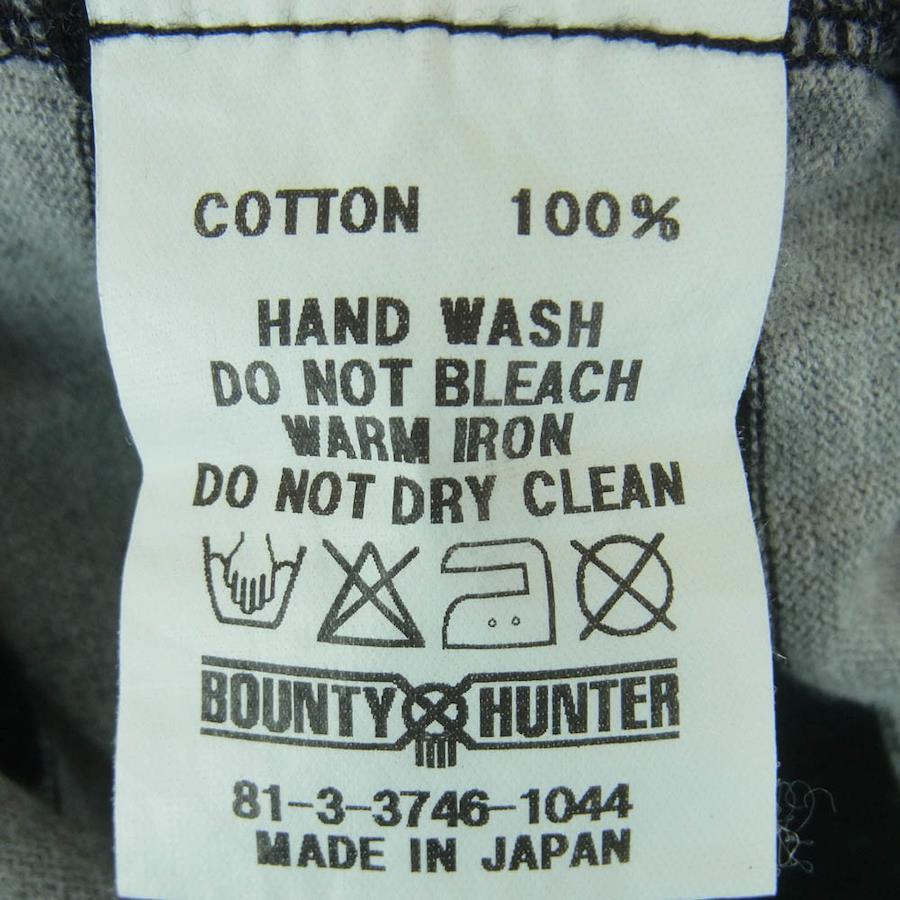 COTTON 100%
HAND WASH
DO NOT BLEACH
WARM IRON
DO NOT DRY CLEAN
BOUNTY HUNTER
81-3-3746-1044
MADE IN JAPAN